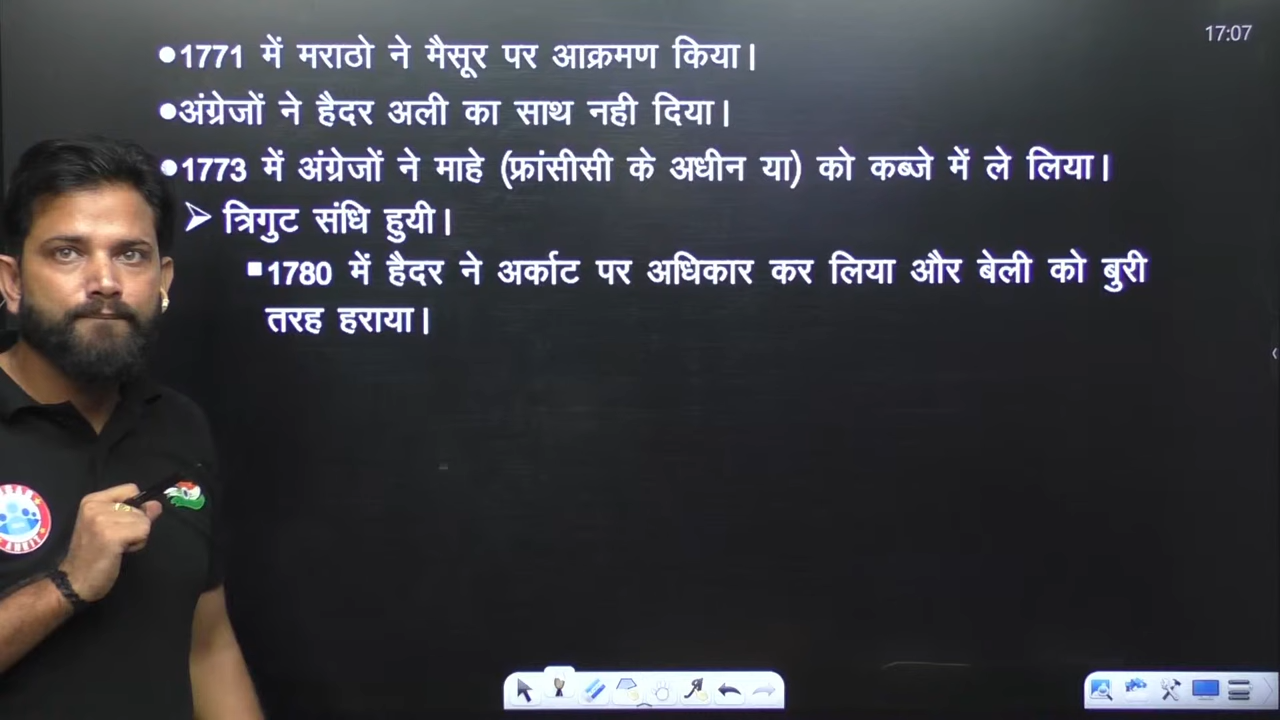 17:07
•1771 में मराठो ने मैसूर पर आक्रमण किया।
•अंग्रेजों ने हैदर अली का साथ नही दिया।
•1773 में अंग्रेजों ने माहे (फ्रांसीसी के अधीन या) को कब्जे में ले लिया।
➢ त्रिगुट संधि हुयी।
▪1780 में हैदर ने अर्काट पर अधिकार कर लिया और बेली को बुरी
तरह हराया।